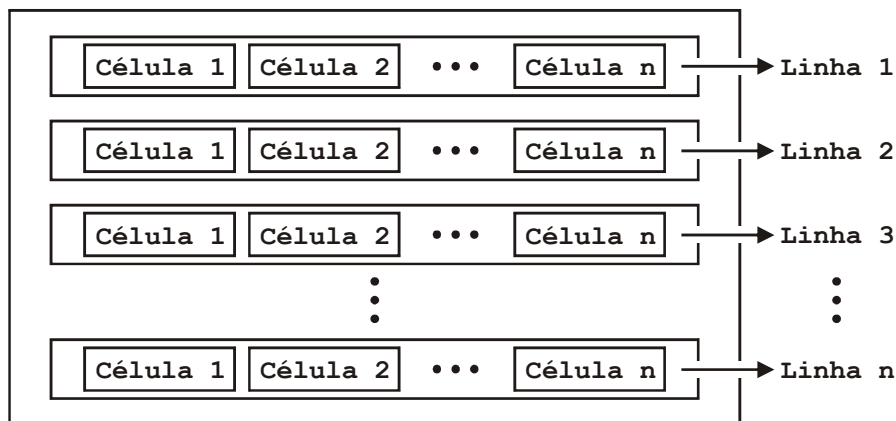 Célula 1 Célula 2 ••• Célula n Linha 1
Célula 1 Célula 2 ••• Célula n Linha 2
Célula 1 Célula 2 ••• Célula n Linha 3
Célula 1 Célula 2 ••• Célula n Linha n